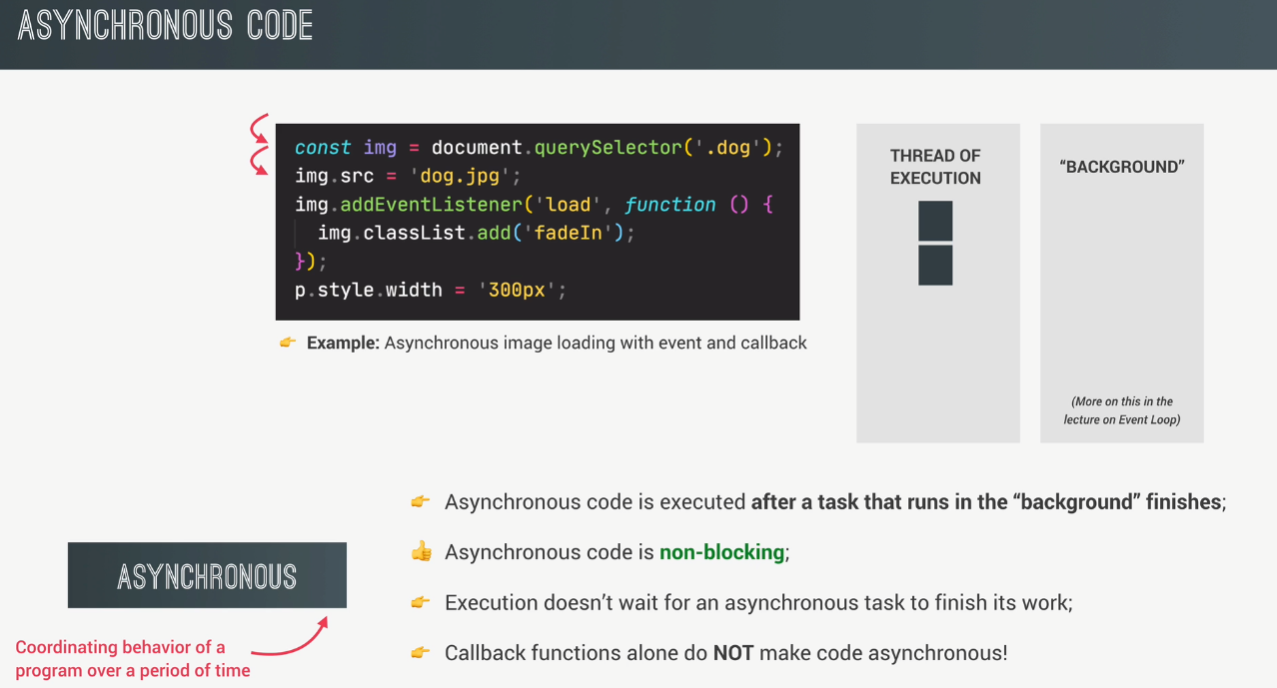 ASYNCHRONOUS CODE
const img = document.querySelector('.dog');
img.src = 'dog.jpg';
img.addEventListener('load', function () {
img.classList.add('fadeIn');
});
p.style.width = '300px';
👉 Example: Asynchronous image loading with event and callback
THREAD OF
EXECUTION
“BACKGROUND”
(More on this in the
lecture on Event Loop)
👉 Asynchronous code is executed after a task that runs in the “background” finishes;
👍 Asynchronous code is non-blocking;
👉 Execution doesn’t wait for an asynchronous task to finish its work;
👉 Callback functions alone do NOT make code asynchronous!
ASYNCHRONOUS
Coordinating behavior of a
program over a period of time